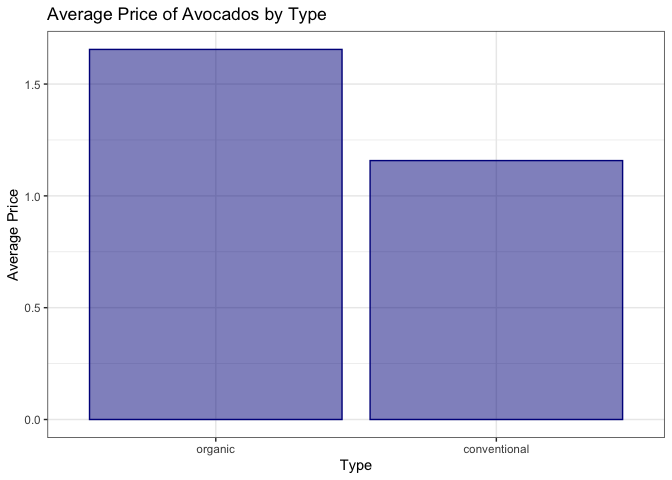 Average Price of Avocados by Type
Average Price
1.5
1.0
0.5
0.0
organic conventional
Type